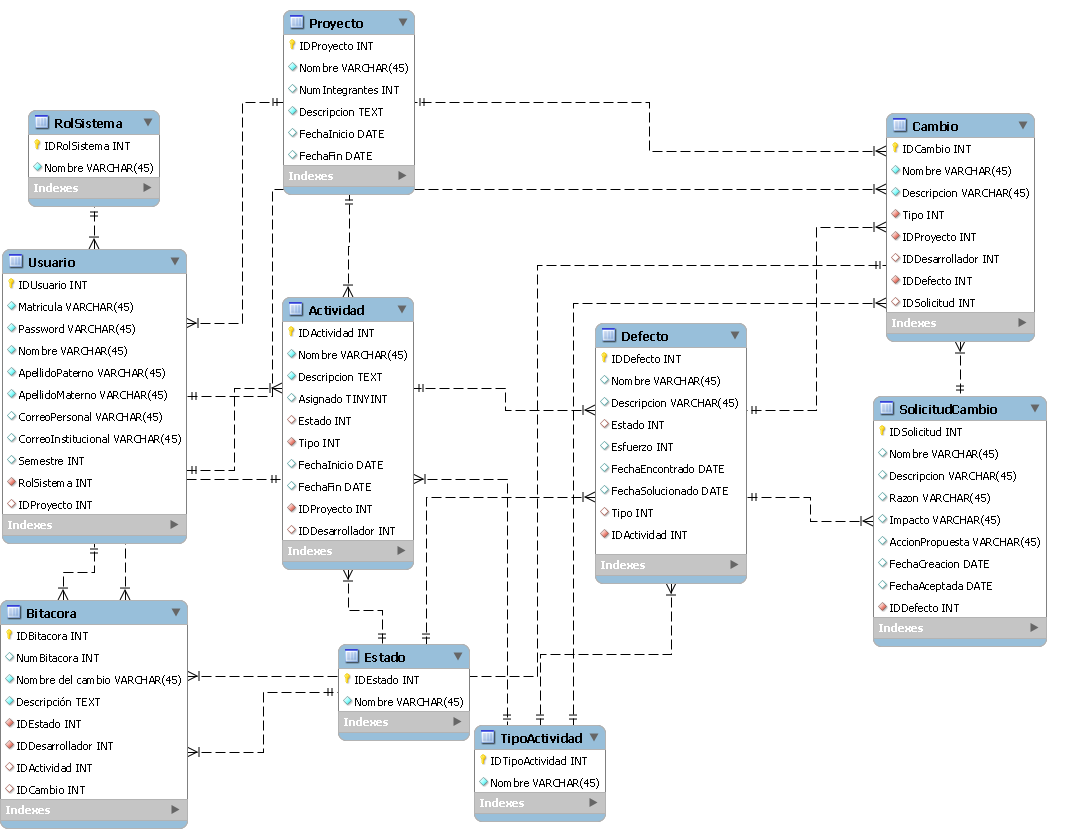 Proyecto
IDProyecto INT
Nombre VARCHAR(45)
NumIntegrantes INT
Descripcion TEXT
FechaInicio DATE
FechaFin DATE
Indexes
RolSistema
IDRolSistema INT
Nombre VARCHAR(45)
Indexes
Cambio
IDCambio INT
Nombre VARCHAR(45)
Descripcion VARCHAR(45)
Tipo INT
IDProyecto INT
IDDesarrollador INT
IDDefecto INT
IDSolicitud INT
Indexes
Usuario
IDUsuario INT
Matricula VARCHAR(45)
Password VARCHAR(45)
Nombre VARCHAR(45)
ApellidoPaterno VARCHAR(45)
ApellidoMaterno VARCHAR(45)
CorreoPersonal VARCHAR(45)
CorreoInstitucional VARCHAR(45)
Semestre INT
RolSistema INT
IDProyecto INT
Indexes
Actividad
IDActividad INT
Nombre VARCHAR(45)
Descripcion TEXT
Asignado TINYINT
Estado INT
Tipo INT
FechaInicio DATE
FechaFin DATE
IDProyecto INT
IDDesarrollador INT
Indexes
Defecto
IDDefecto INT
Nombre VARCHAR(45)
Descripcion VARCHAR(45)
Estado INT
Esfuerzo INT
FechaEncontrado DATE
FechaSolucionado DATE
Tipo INT
IDActividad INT
Indexes
SolicitudCambio
IDSolicitud INT
Nombre VARCHAR(45)
Descripcion VARCHAR(45)
Razon VARCHAR(45)
Impacto VARCHAR(45)
AccionPropuesta VARCHAR(45)
FechaCreacion DATE
FechaAceptada DATE
IDDefecto INT
Indexes
Bitacora
IDBitacora INT
NumBitacora INT
Nombre del cambio VARCHAR(45)
Descripción TEXT
IDEstado INT
IDDesarrollador INT
IDActividad INT
IDCambio INT
Indexes
Estado
IDEstado INT
Nombre VARCHAR(45)
Indexes
TipoActividad
IDTipoActividad INT
Nombre VARCHAR(45)
Indexes